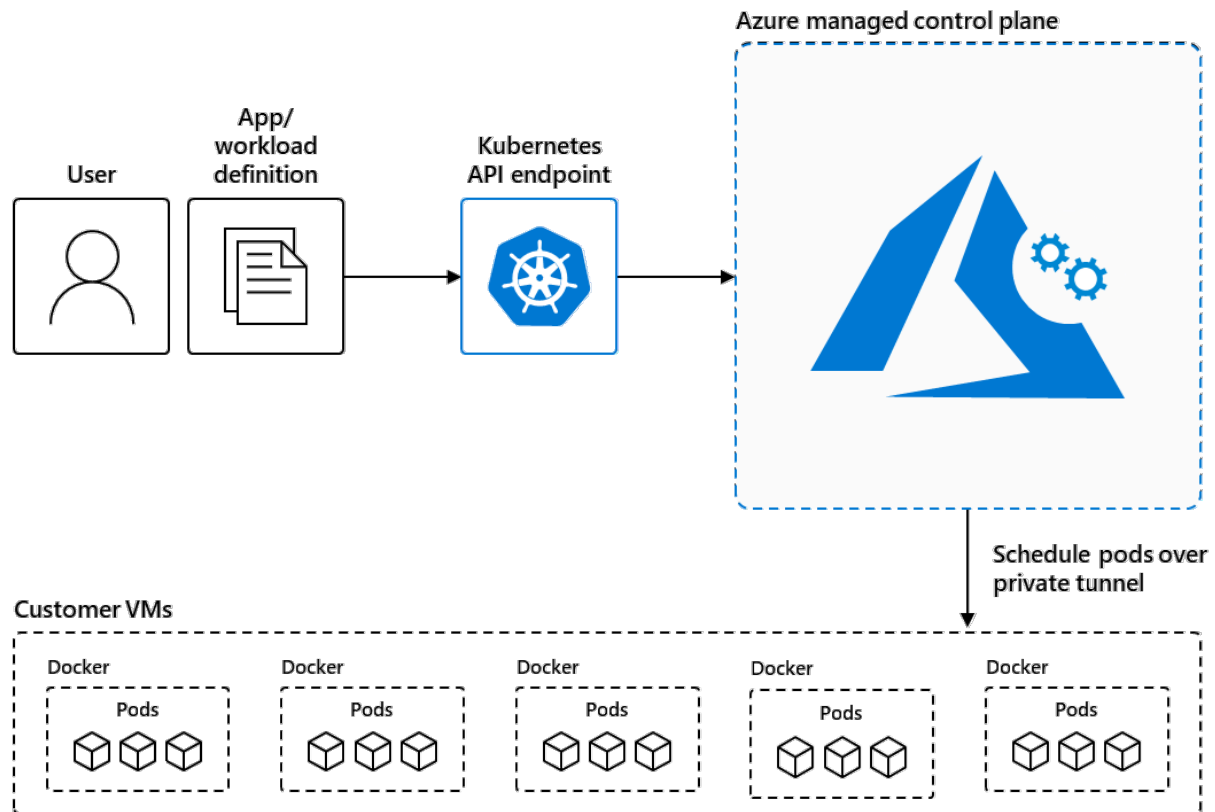 Azure managed control plane
User
App/
workload
definition
Kubernetes
API endpoint
Schedule pods over
private tunnel
Customer VMs
Docker
Docker
Docker
Docker
Docker
Pods
Pods
Pods
Pods
Pods